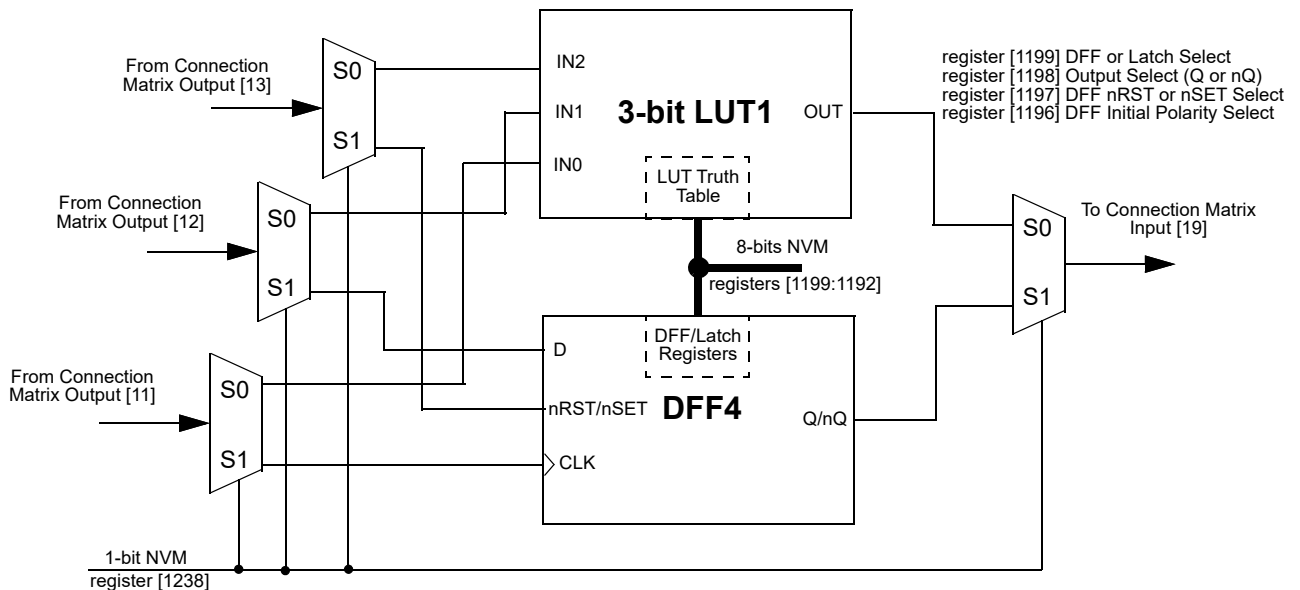 From Connection
Matrix Output [13]
S0
S1
From Connection
Matrix Output [12]
S0
S1
From Connection
Matrix Output [11]
S0
S1
1-bit NVM
register [1238]
IN2
IN1
IN0
3-bit LUT1
OUT
LUT Truth
Table
8-bits NVM
registers [1199:1192]
DFF/Latch
Registers
D
nRST/nSET
CLK
DFF4
Q/nQ
register [1199] DFF or Latch Select
register [1198] Output Select (Q or nQ)
register [1197] DFF nRST or nSET Select
register [1196] DFF Initial Polarity Select
S0
S1
To Connection Matrix
Input [19]